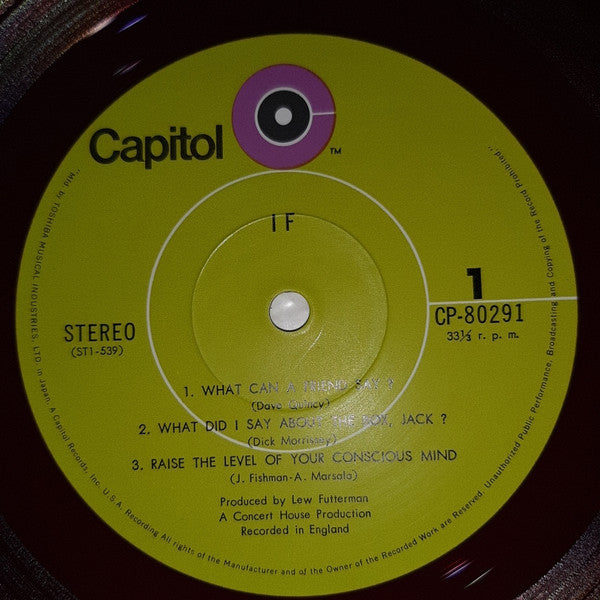 Capitol
TM
IF
1
STEREO
(ST1-539)
CP-80291
33⅓ r. p. m.
1. WHAT CAN A FRIEND SAY ?
(Dave Quincy)
2. WHAT DID I SAY ABOUT THE BOX, JACK ?
(Dick Morrissey)
3. RAISE THE LEVEL OF YOUR CONSCIOUS MIND
(J. Fishman-A. Marsala)
Produced by Lew Futterman
A Concert House Production
Recorded in England
"Mfd by TOSHIBA MUSICAL INDUSTRIES, LTD. in Japan. A Capitol Records, Inc., U.S.A. Recording All rights of the Manufacturer and of the Owner of the Recorded Work are Reserved. Unauthorized Public Performance, Broadcasting and Copying of the Record Prohibited."